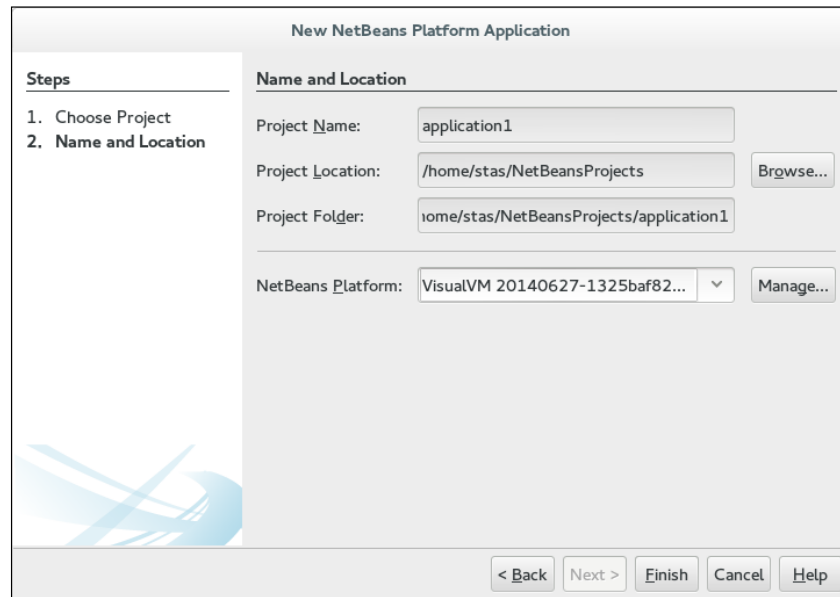 New NetBeans Platform Application
Steps
1. Choose Project
2. Name and Location
Name and Location
Project Name: application1
Project Location: /home/stas/NetBeansProjects Browse...
Project Folder: ome/stas/NetBeansProjects/application1
NetBeans Platform: VisualVM 20140627-1325baf82... Manage...
< Back Next > Finish Cancel Help